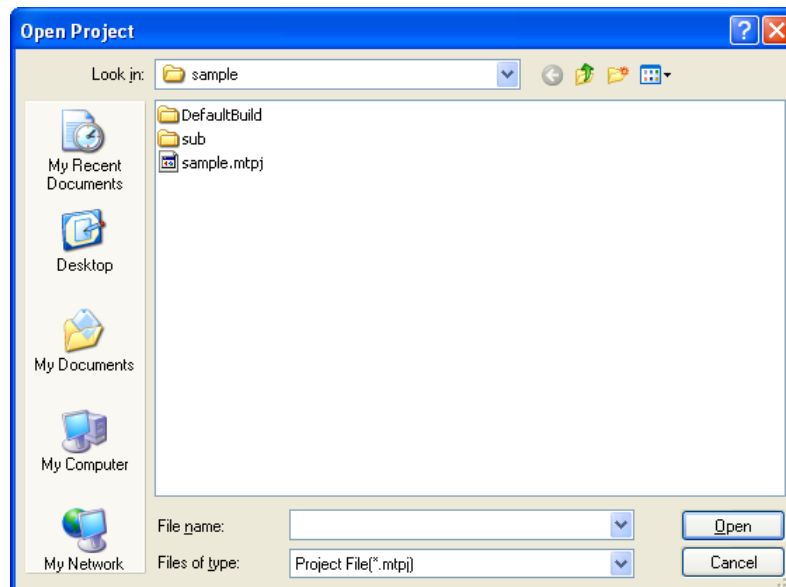 Open Project
Look in: sample
DefaultBuild
sub
sample.mtpj
My Recent
Documents
Desktop
My Documents
My Computer
My Network
File name:
Open
Files of type: Project File(*.mtpj)
Cancel